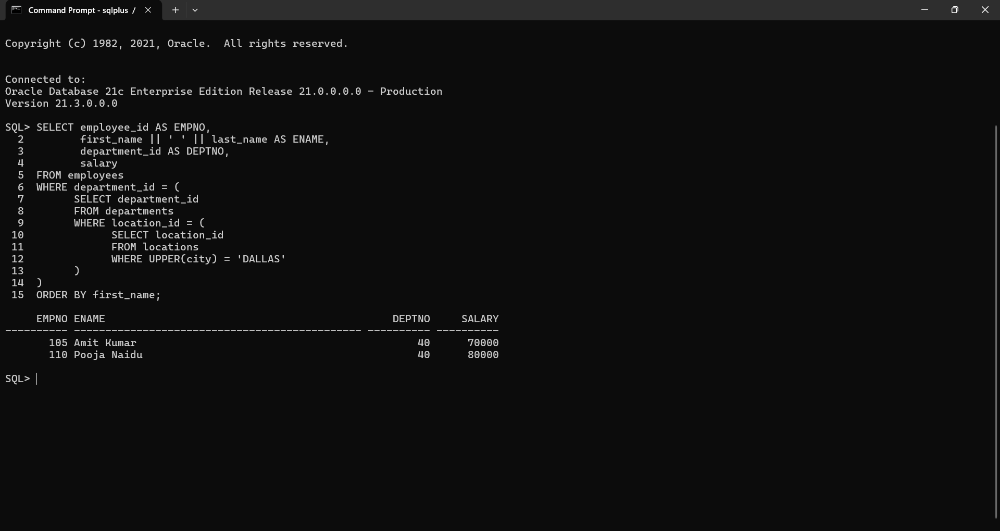 Command Prompt - sqlplus /
Copyright (c) 1982, 2021, Oracle.  All rights reserved.
Connected to:
Oracle Database 21c Enterprise Edition Release 21.0.0.0.0 - Production
Version 21.3.0.0.0
SQL> SELECT employee_id AS EMPNO,
  2         first_name || ' ' || last_name AS ENAME,
  3         department_id AS DEPTNO,
  4         salary
  5  FROM employees
  6  WHERE department_id = (
  7        SELECT department_id
  8        FROM departments
  9        WHERE location_id = (
 10              SELECT location_id
 11              FROM locations
 12              WHERE UPPER(city) = 'DALLAS'
 13        )
 14  )
 15  ORDER BY first_name;
     EMPNO ENAME                                              DEPTNO     SALARY
---------- ---------------------------------------------- ---------- ----------
       105 Amit Kumar                                             40      70000
       110 Pooja Naidu                                            40      80000
SQL>